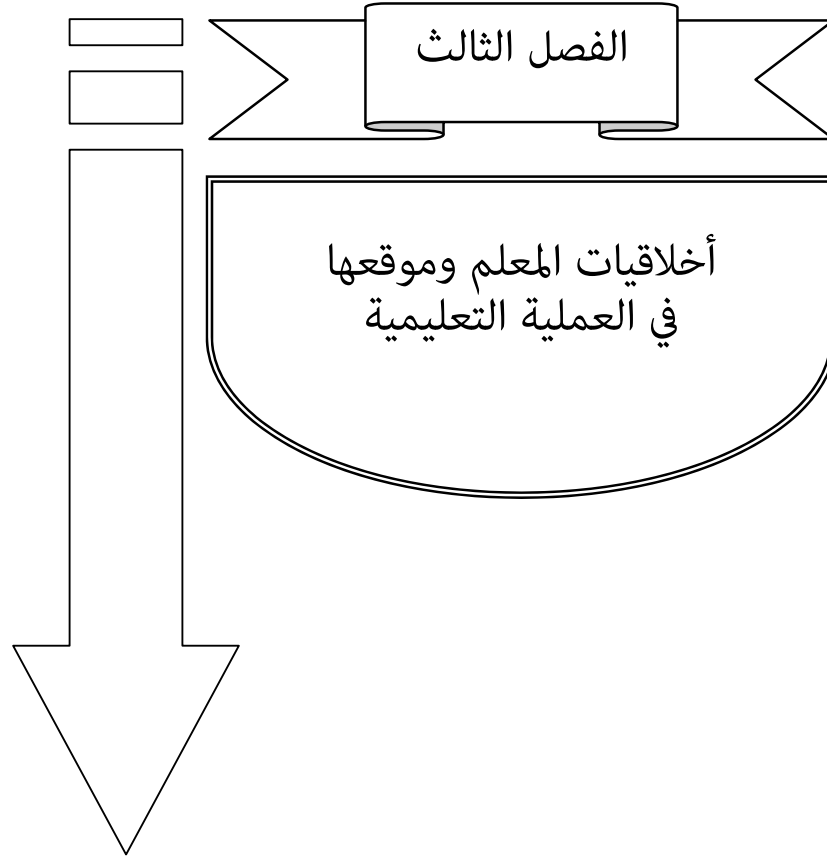 الفصل الثالث
أخلاقيات المعلم وموقعها
في العملية التعليمية